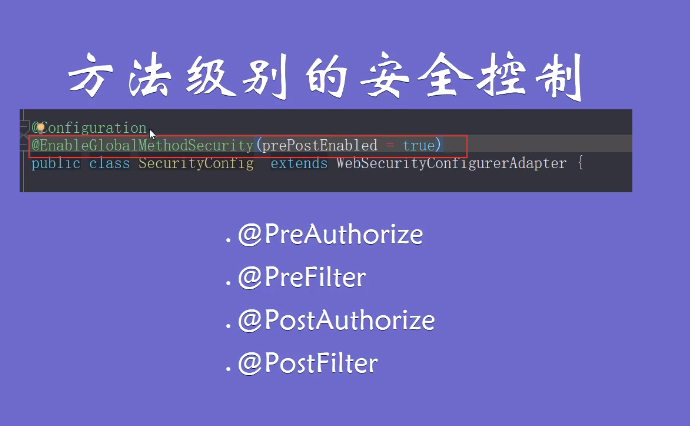 方法级别的安全控制
@Configuration
@EnableGlobalMethodSecurity(prePostEnabled = true)
public class SecurityConfig  extends WebSecurityConfigurerAdapter {
• @PreAuthorize
• @PreFilter
• @PostAuthorize
• @PostFilter